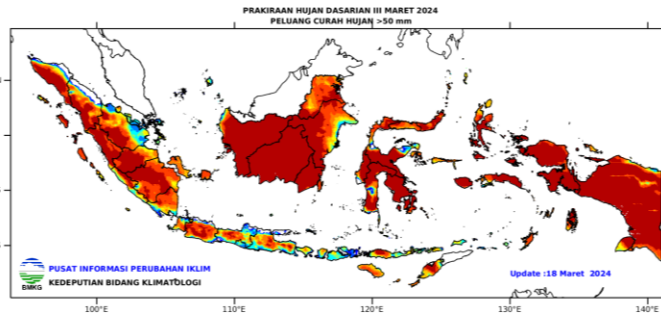 PRAKIRAAN HUJAN DASARIAN III MARET 2024
PELUANG CURAH HUJAN >50 mm
PUSAT INFORMASI PERUBAHAN IKLIM
KEDEPUTIAN BIDANG KLIMATOLOGI
BMKG
Update :18 Maret 2024
100°E 110°E 120°E 130°E 140°E